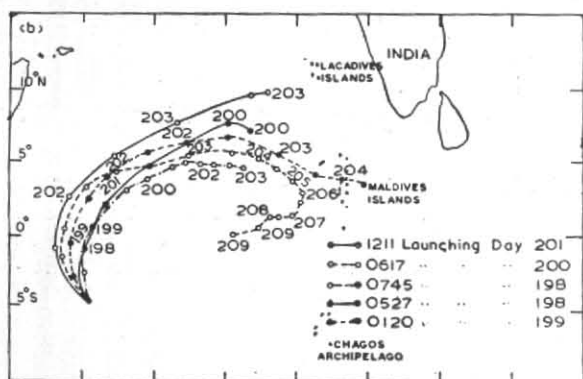 (b)
INDIA
LACADIVES
ISLANDS
10°N
203
203
202
200
200
203
204
5°
202
201
200
202
203
205
206
MALDIVES
ISLANDS
208
207
209
209
0°
199
198
1211 Launching Day 201
0617 " " 200
0745 " " 198
0527 " " 198
0120 " " 199
5°S
CHAGOS
ARCHIPELAGO